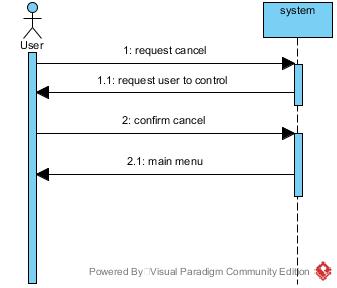 system
User
1: request cancel
1.1: request user to control
2: confirm cancel
2.1: main menu
Powered By Visual Paradigm Community Edition